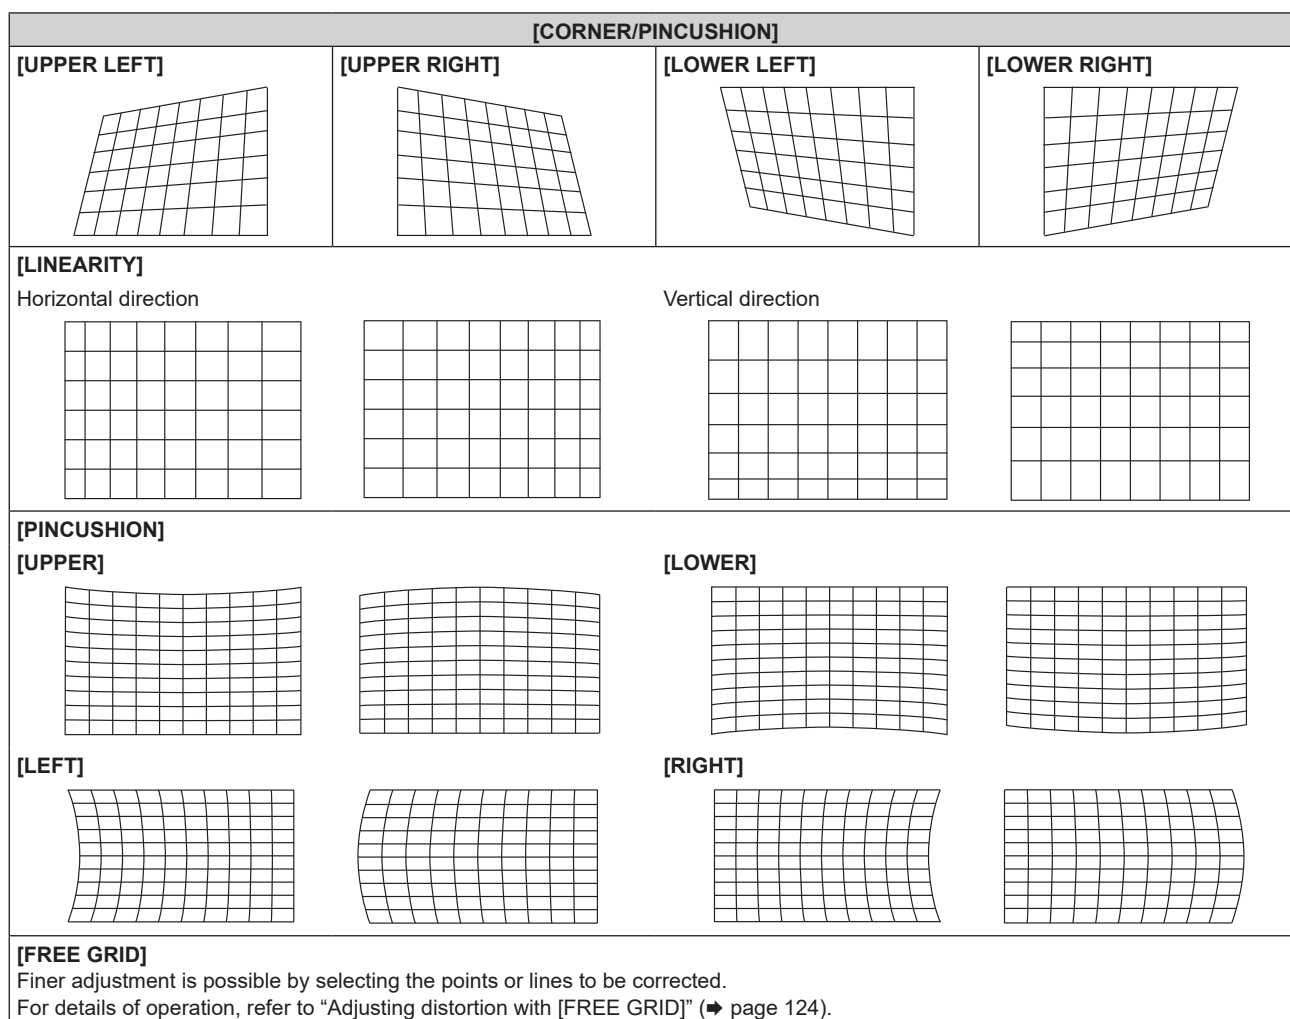 [CORNER/PINCUSHION]
[UPPER LEFT]
[UPPER RIGHT]
[LOWER LEFT]
[LOWER RIGHT]
[LINEARITY]
Horizontal direction
Vertical direction
[PINCUSHION]
[UPPER]
[LOWER]
[LEFT]
[RIGHT]
[FREE GRID]
Finer adjustment is possible by selecting the points or lines to be corrected.
For details of operation, refer to “Adjusting distortion with [FREE GRID]” (➡ page 124).